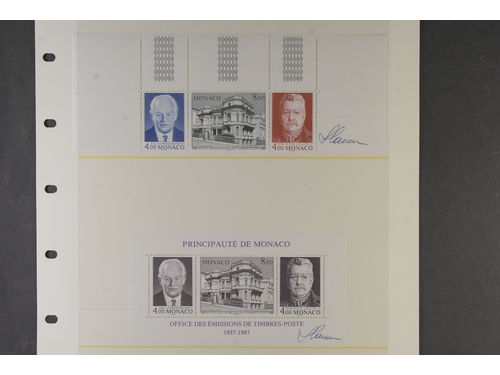 MONACO 8.00
4.00 MONACO
4.00 MONACO
PRINCIPAUTÉ DE MONACO
8.00
4.00 MONACO
4.00 MONACO
OFFICE DES ÉMISSIONS DE TIMBRES-POSTE
1937-1987